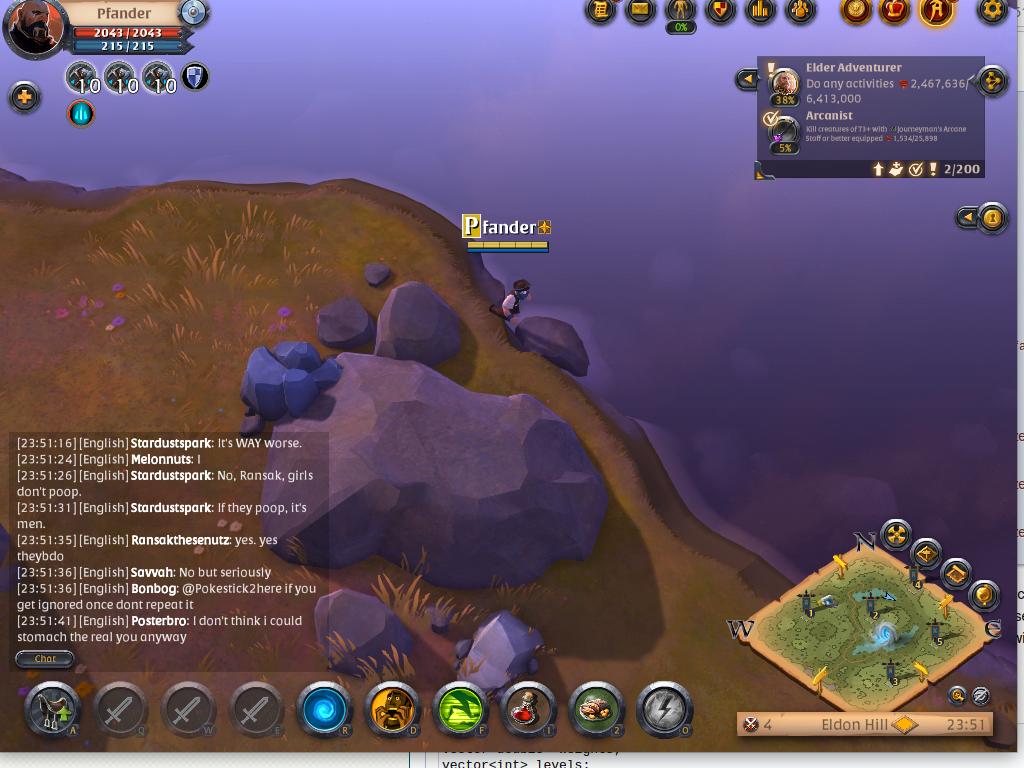 Pfander
2043 / 2043
215 / 215
10 10 10
0%
Elder Adventurer
Do any activities 2,467,636/
6,413,000
38%
Arcanist
Kill creatures of T3+ with Journeyman's Arcane
Staff or better equipped 1,534/25,898
5%
2/200
Pfander
[23:51:16] [English] Stardustspark: It's WAY worse.
[23:51:24] [English] Melonnuts: I
[23:51:26] [English] Stardustspark: No, Ransak, girls
don't poop.
[23:51:31] [English] Stardustspark: If they poop, it's
men.
[23:51:35] [English] Ransakthesenutz: yes. yes
theybdo
[23:51:36] [English] Savvah: No but seriously
[23:51:36] [English] Bonbog: @Pokestick2here if you
get ignored once dont repeat it
[23:51:41] [English] Posterbro: I don't think i could
stomach the real you anyway
Chat
N
W
E
1
2
3
4
5
A Q W E R D F 1 2 O
4 Eldon Hill 23:51
vector<int> levels;